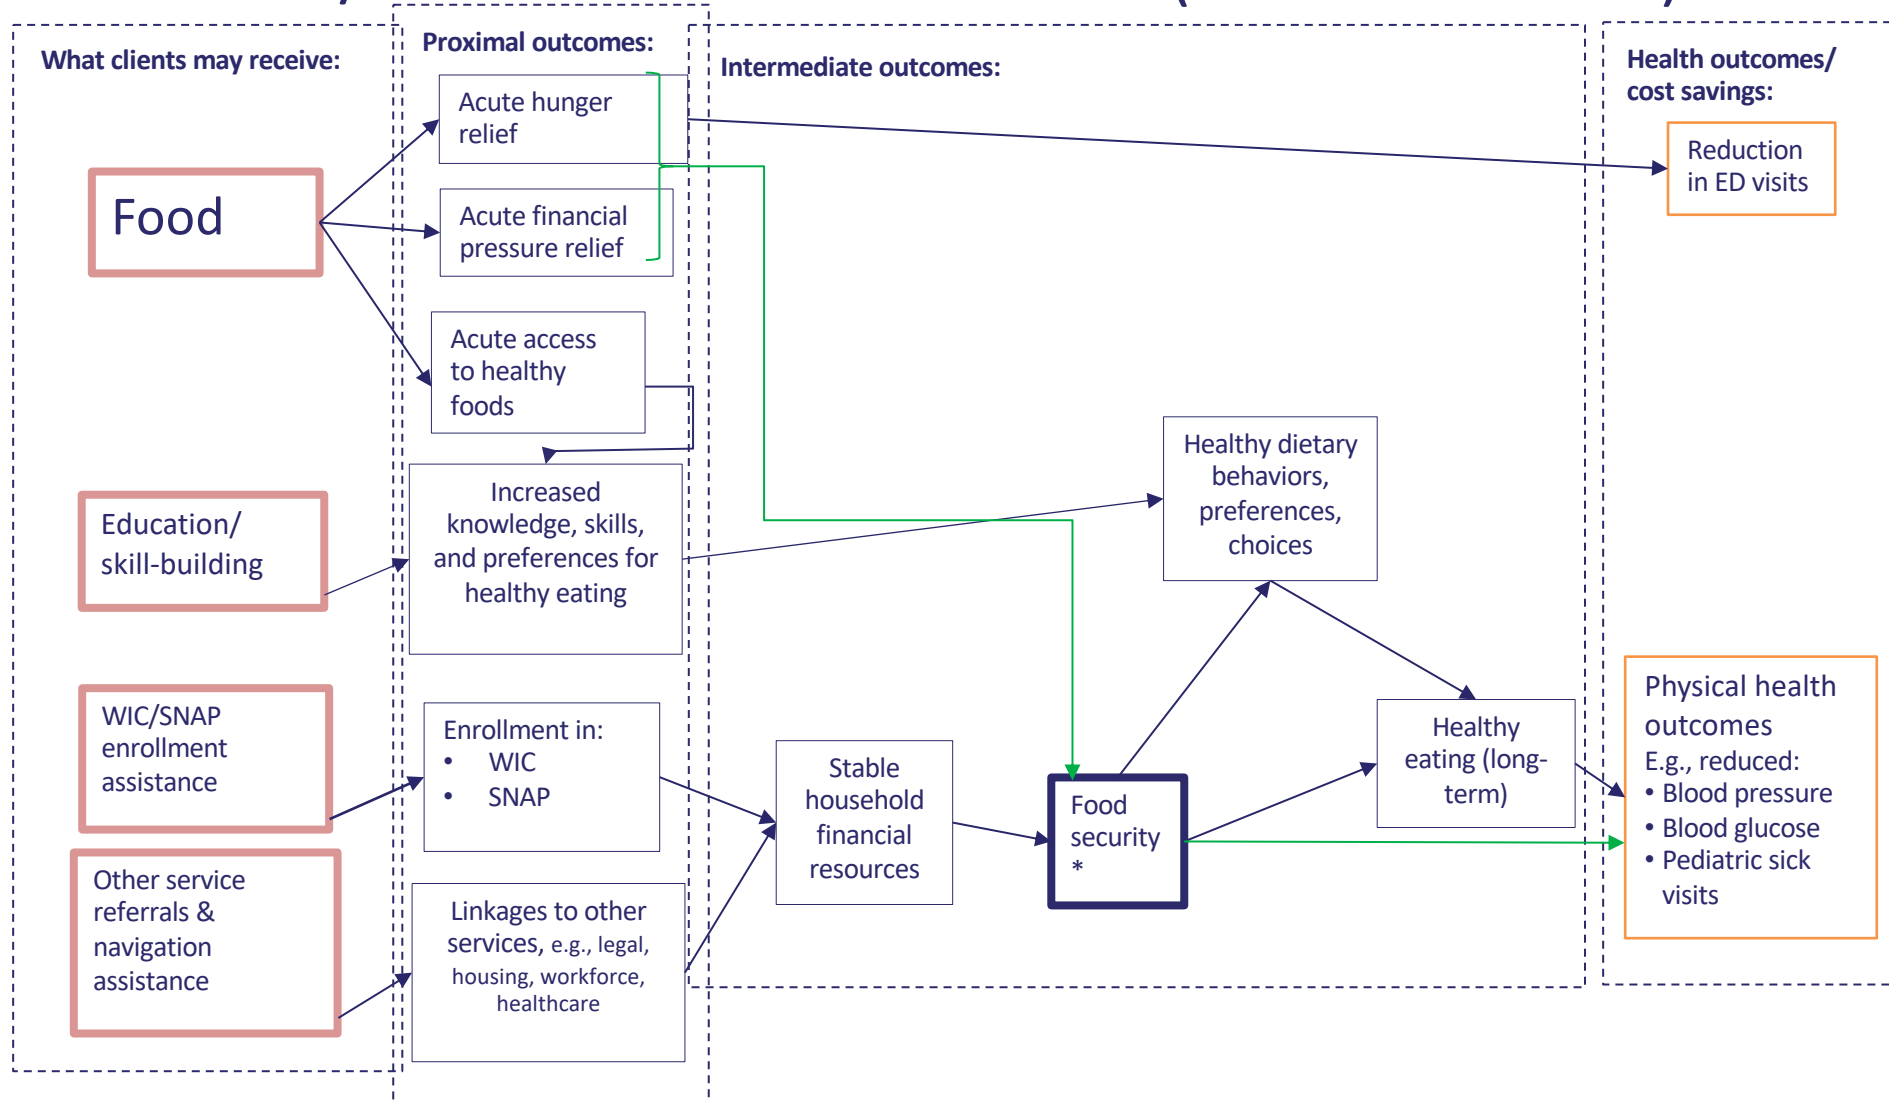 What clients may receive:
Proximal outcomes:
Intermediate outcomes:
Health outcomes/
cost savings:
Food
Acute hunger
relief
Acute financial
pressure relief
Acute access
to healthy
foods
Reduction
in ED visits
Education/
skill-building
Increased
knowledge, skills,
and preferences for
healthy eating
Healthy dietary
behaviors,
preferences,
choices
WIC/SNAP
enrollment
assistance
Enrollment in:
• WIC
• SNAP
Stable
household
financial
resources
Food
security
*
Healthy
eating (long-
term)
Physical health
outcomes
E.g., reduced:
• Blood pressure
• Blood glucose
• Pediatric sick
visits
Other service
referrals &
navigation
assistance
Linkages to other
services, e.g., legal,
housing, workforce,
healthcare